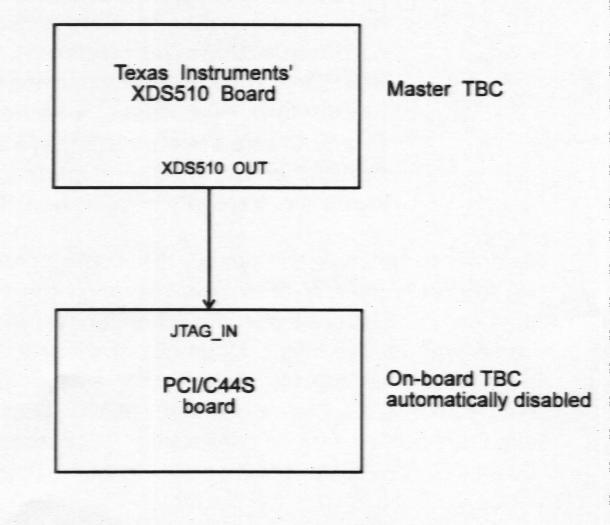 Texas Instruments'
XDS510 Board
Master TBC
XDS510 OUT
JTAG_IN
PCI/C44S
board
On-board TBC
automatically disabled